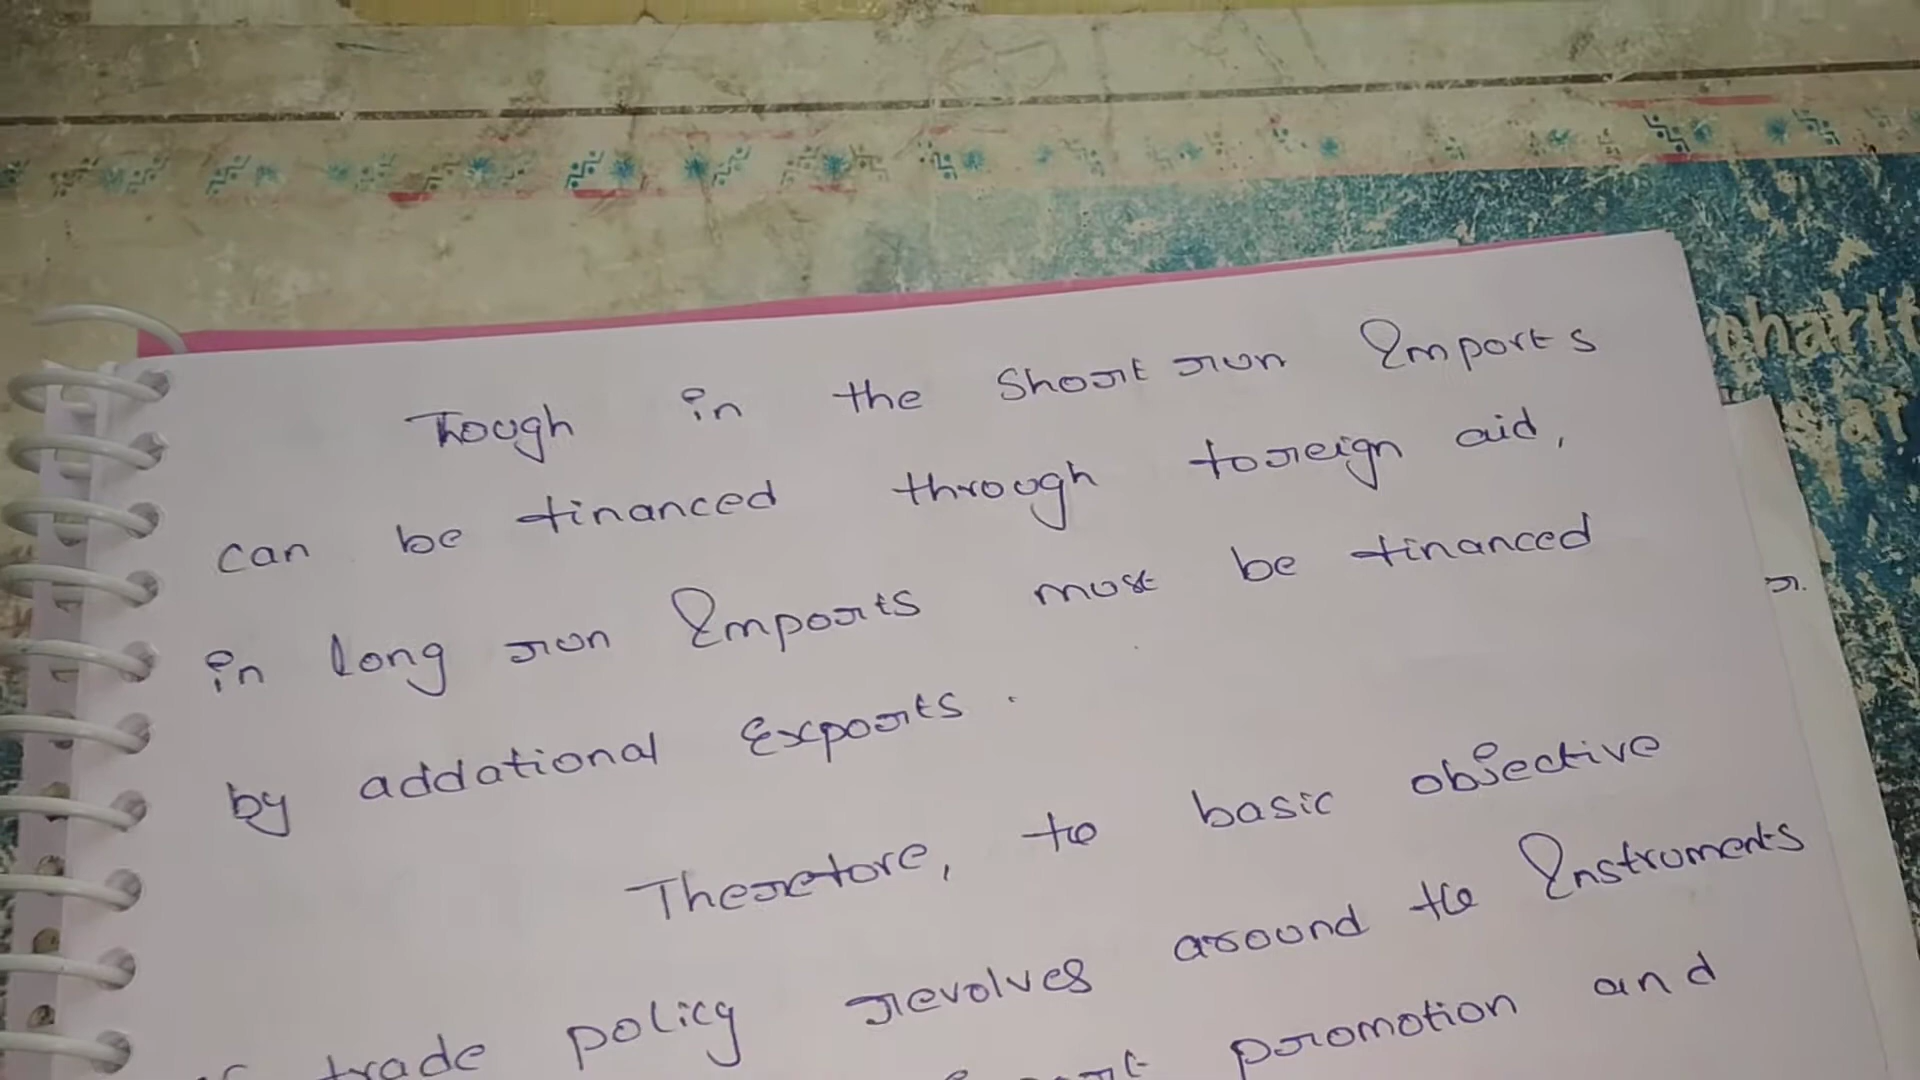 Though in the Short run Imports
can be financed through foreign aid,
in long run Imports must be financed
by addational Exports.
Therefore, to basic objective
of trade policy revolves around the Instruments
promotion and